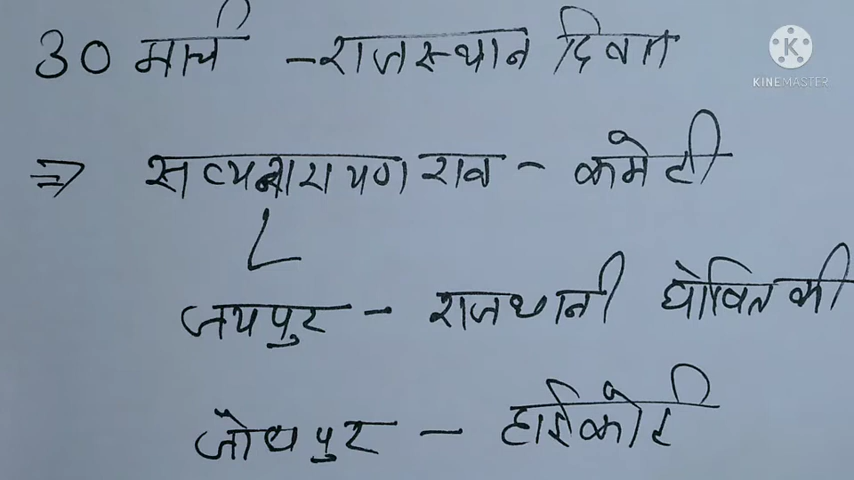 30 मार्च - राजस्थान दिवस
KINEMASTER
⇒ सत्यनारायण राव - कमेटी
जयपुर - राजधानी घोषित की
जोधपुर - हाईकोर्ट